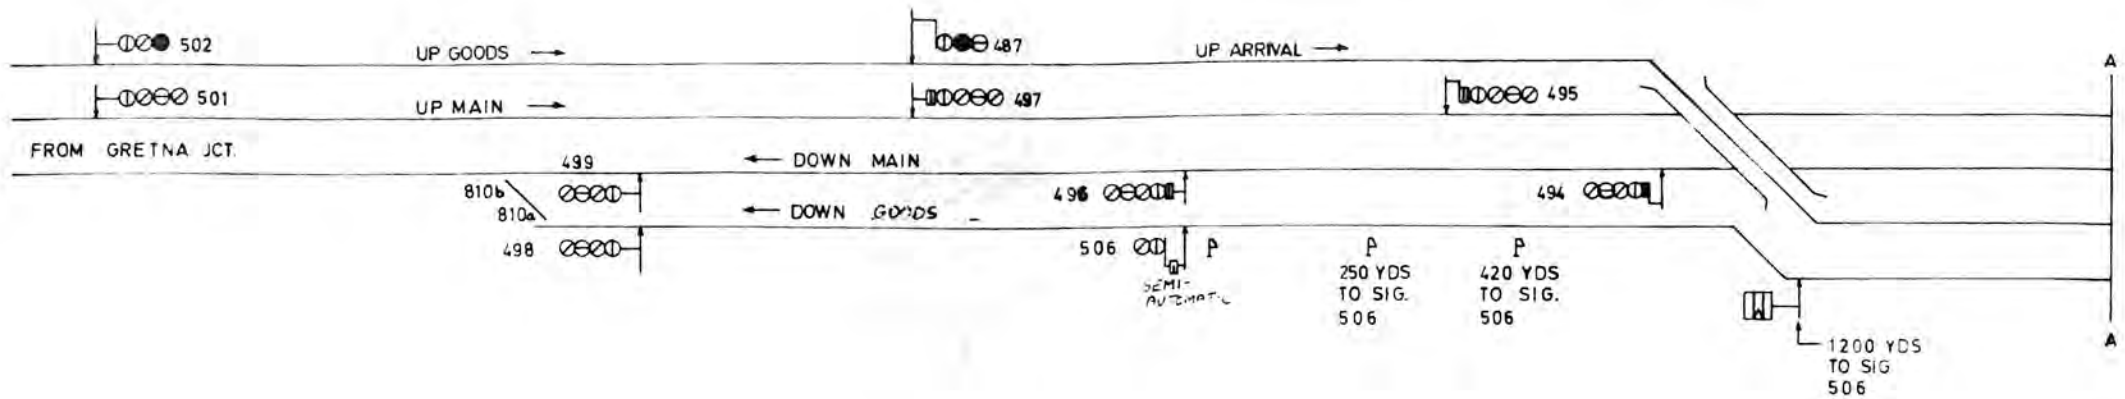 502
UP GOODS
487
UP ARRIVAL
A
501
UP MAIN
497
495
FROM GRETNA JCT.
499
DOWN MAIN
810b
496
494
810a
DOWN GOODS
498
506
P
P
P
SEMI-
AUTOMATIC
250 YDS
TO SIG.
506
420 YDS
TO SIG.
506
A
1200 YDS
TO SIG
506